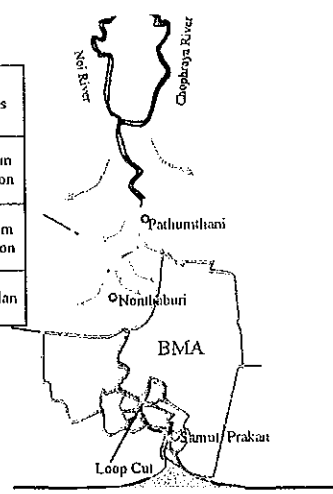 Noi River
Chophraya River
Pathumthani
Nonthaburi
BMA
Samut Prakan
Loop Cut